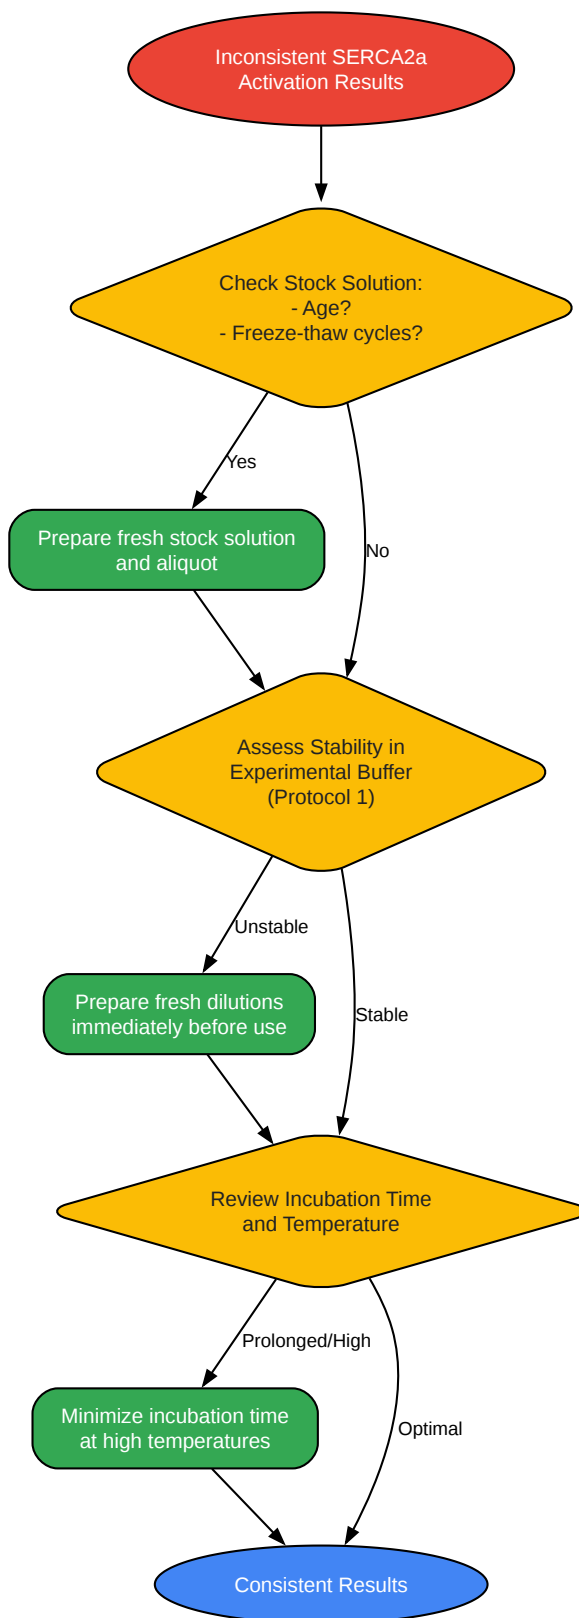 Inconsistent SERCA2a
Activation Results
Check Stock Solution:
- Age?
- Freeze-thaw cycles?
Yes
Prepare fresh stock solution
and aliquot
No
Assess Stability in
Experimental Buffer
(Protocol 1)
Unstable
Prepare fresh dilutions
immediately before use
Stable
Review Incubation Time
and Temperature
Prolonged/High
Minimize incubation time
at high temperatures
Optimal
Consistent Results